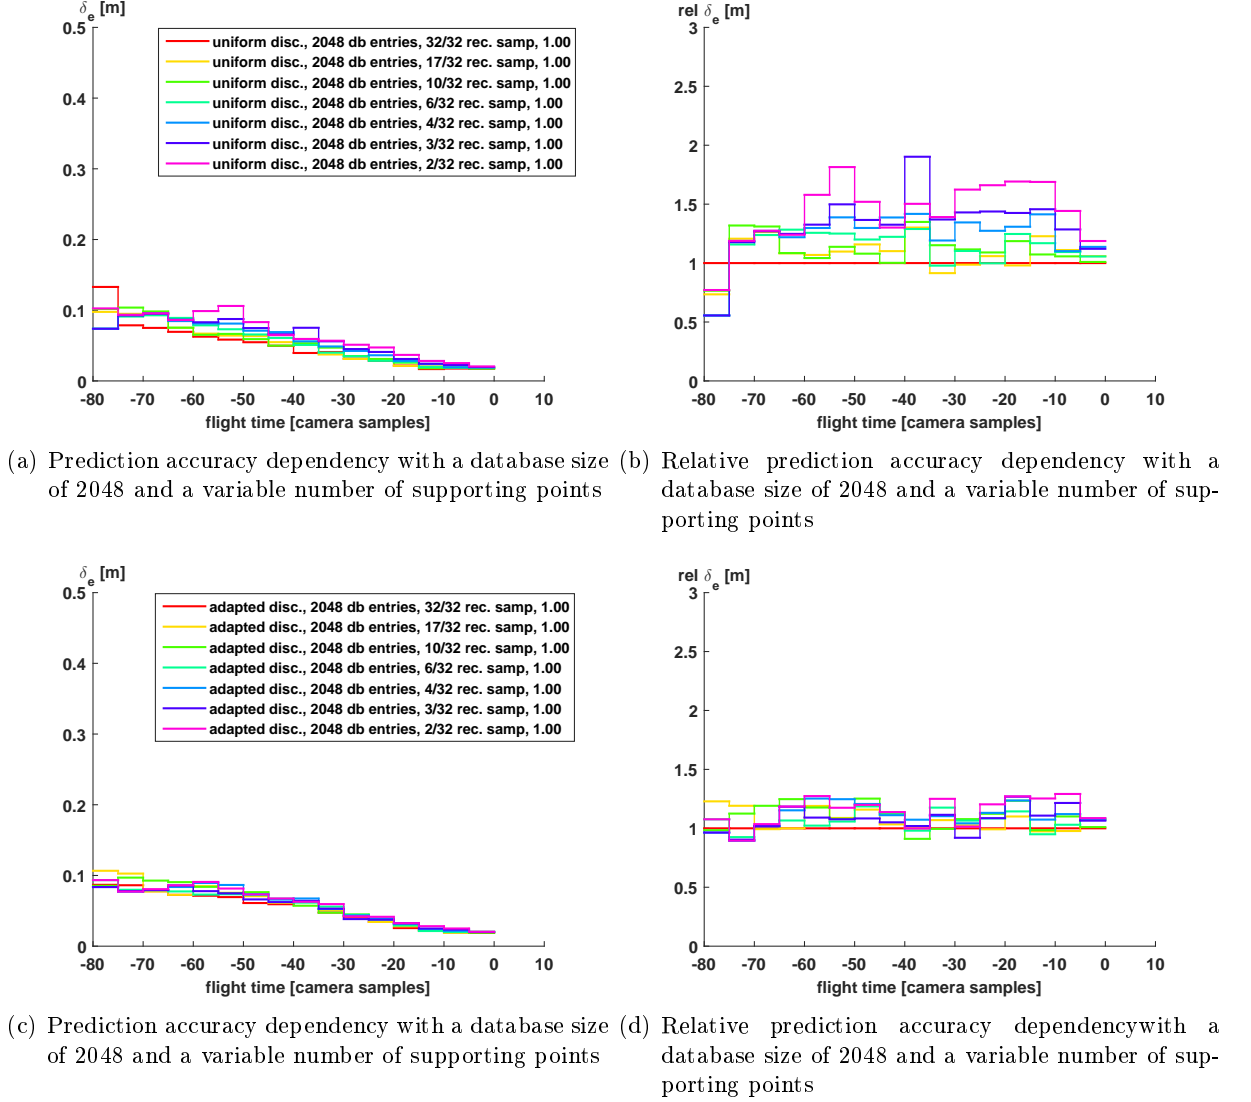 δe [m]
0.5
0.4
0.3
0.2
0.1
0
uniform disc., 2048 db entries, 32/32 rec. samp, 1.00
uniform disc., 2048 db entries, 17/32 rec. samp, 1.00
uniform disc., 2048 db entries, 10/32 rec. samp, 1.00
uniform disc., 2048 db entries, 6/32 rec. samp, 1.00
uniform disc., 2048 db entries, 4/32 rec. samp, 1.00
uniform disc., 2048 db entries, 3/32 rec. samp, 1.00
uniform disc., 2048 db entries, 2/32 rec. samp, 1.00
-80 -70 -60 -50 -40 -30 -20 -10 0 10
flight time [camera samples]
rel δe [m]
3
2.5
2
1.5
1
0.5
0
-80 -70 -60 -50 -40 -30 -20 -10 0 10
flight time [camera samples]
(a) Prediction accuracy dependency with a database size
of 2048 and a variable number of supporting points
(b) Relative prediction accuracy dependency with a
database size of 2048 and a variable number of sup-
porting points
δe [m]
0.5
0.4
0.3
0.2
0.1
0
adapted disc., 2048 db entries, 32/32 rec. samp, 1.00
adapted disc., 2048 db entries, 17/32 rec. samp, 1.00
adapted disc., 2048 db entries, 10/32 rec. samp, 1.00
adapted disc., 2048 db entries, 6/32 rec. samp, 1.00
adapted disc., 2048 db entries, 4/32 rec. samp, 1.00
adapted disc., 2048 db entries, 3/32 rec. samp, 1.00
adapted disc., 2048 db entries, 2/32 rec. samp, 1.00
-80 -70 -60 -50 -40 -30 -20 -10 0 10
flight time [camera samples]
rel δe [m]
3
2.5
2
1.5
1
0.5
0
-80 -70 -60 -50 -40 -30 -20 -10 0 10
flight time [camera samples]
(c) Prediction accuracy dependency with a database size
of 2048 and a variable number of supporting points
(d) Relative prediction accuracy dependencywith a
database size of 2048 and a variable number of sup-
porting points